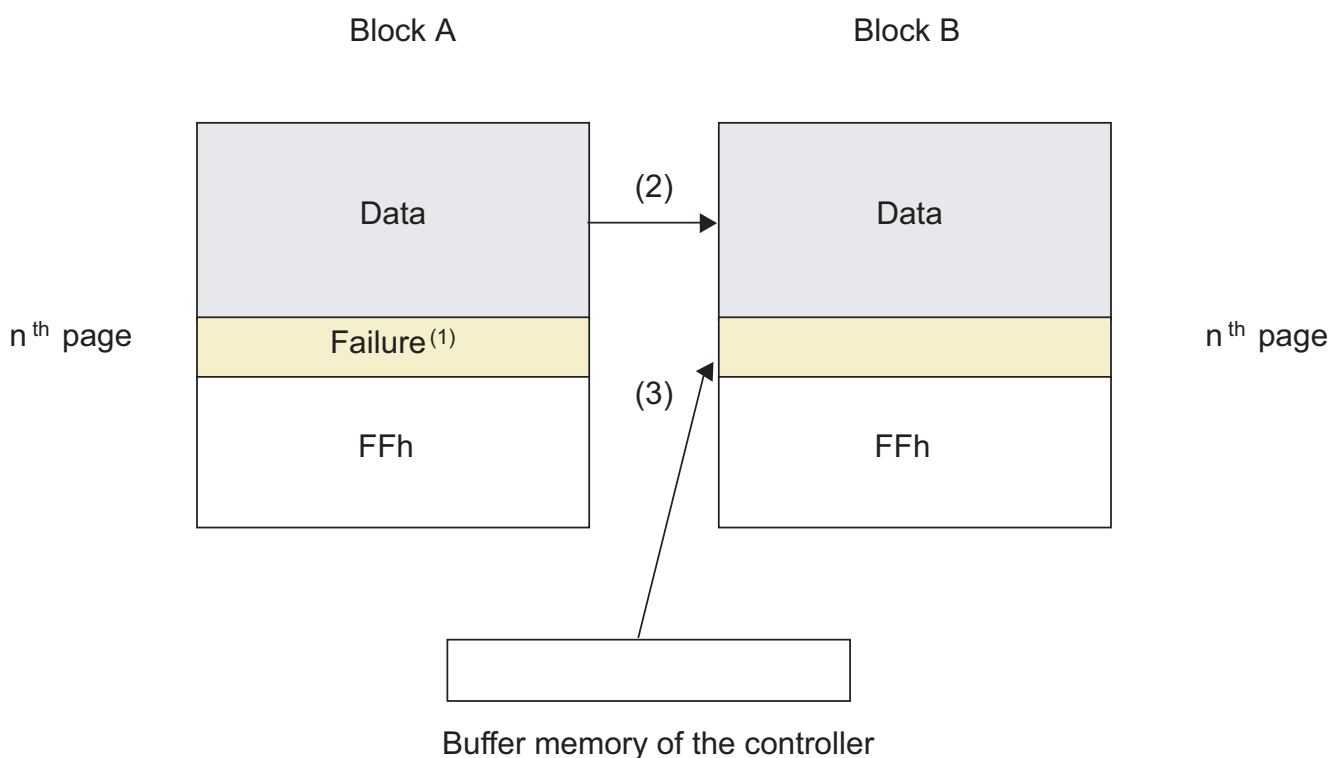 Block A
Block B
Data
(2)
Data
n th page
Failure (1)
n th page
(3)
FFh
FFh
Buffer memory of the controller